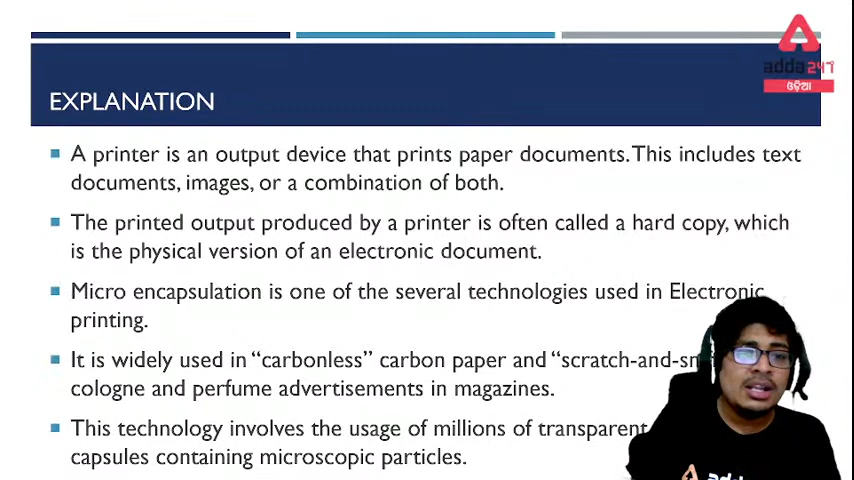 adda247
ଓଡ଼ିଆ
EXPLANATION
A printer is an output device that prints paper documents. This includes text
documents, images, or a combination of both.
The printed output produced by a printer is often called a hard copy, which
is the physical version of an electronic document.
Micro encapsulation is one of the several technologies used in Electronic
printing.
It is widely used in “carbonless” carbon paper and “scratch-and-sn
cologne and perfume advertisements in magazines.
This technology involves the usage of millions of transparent
capsules containing microscopic particles.